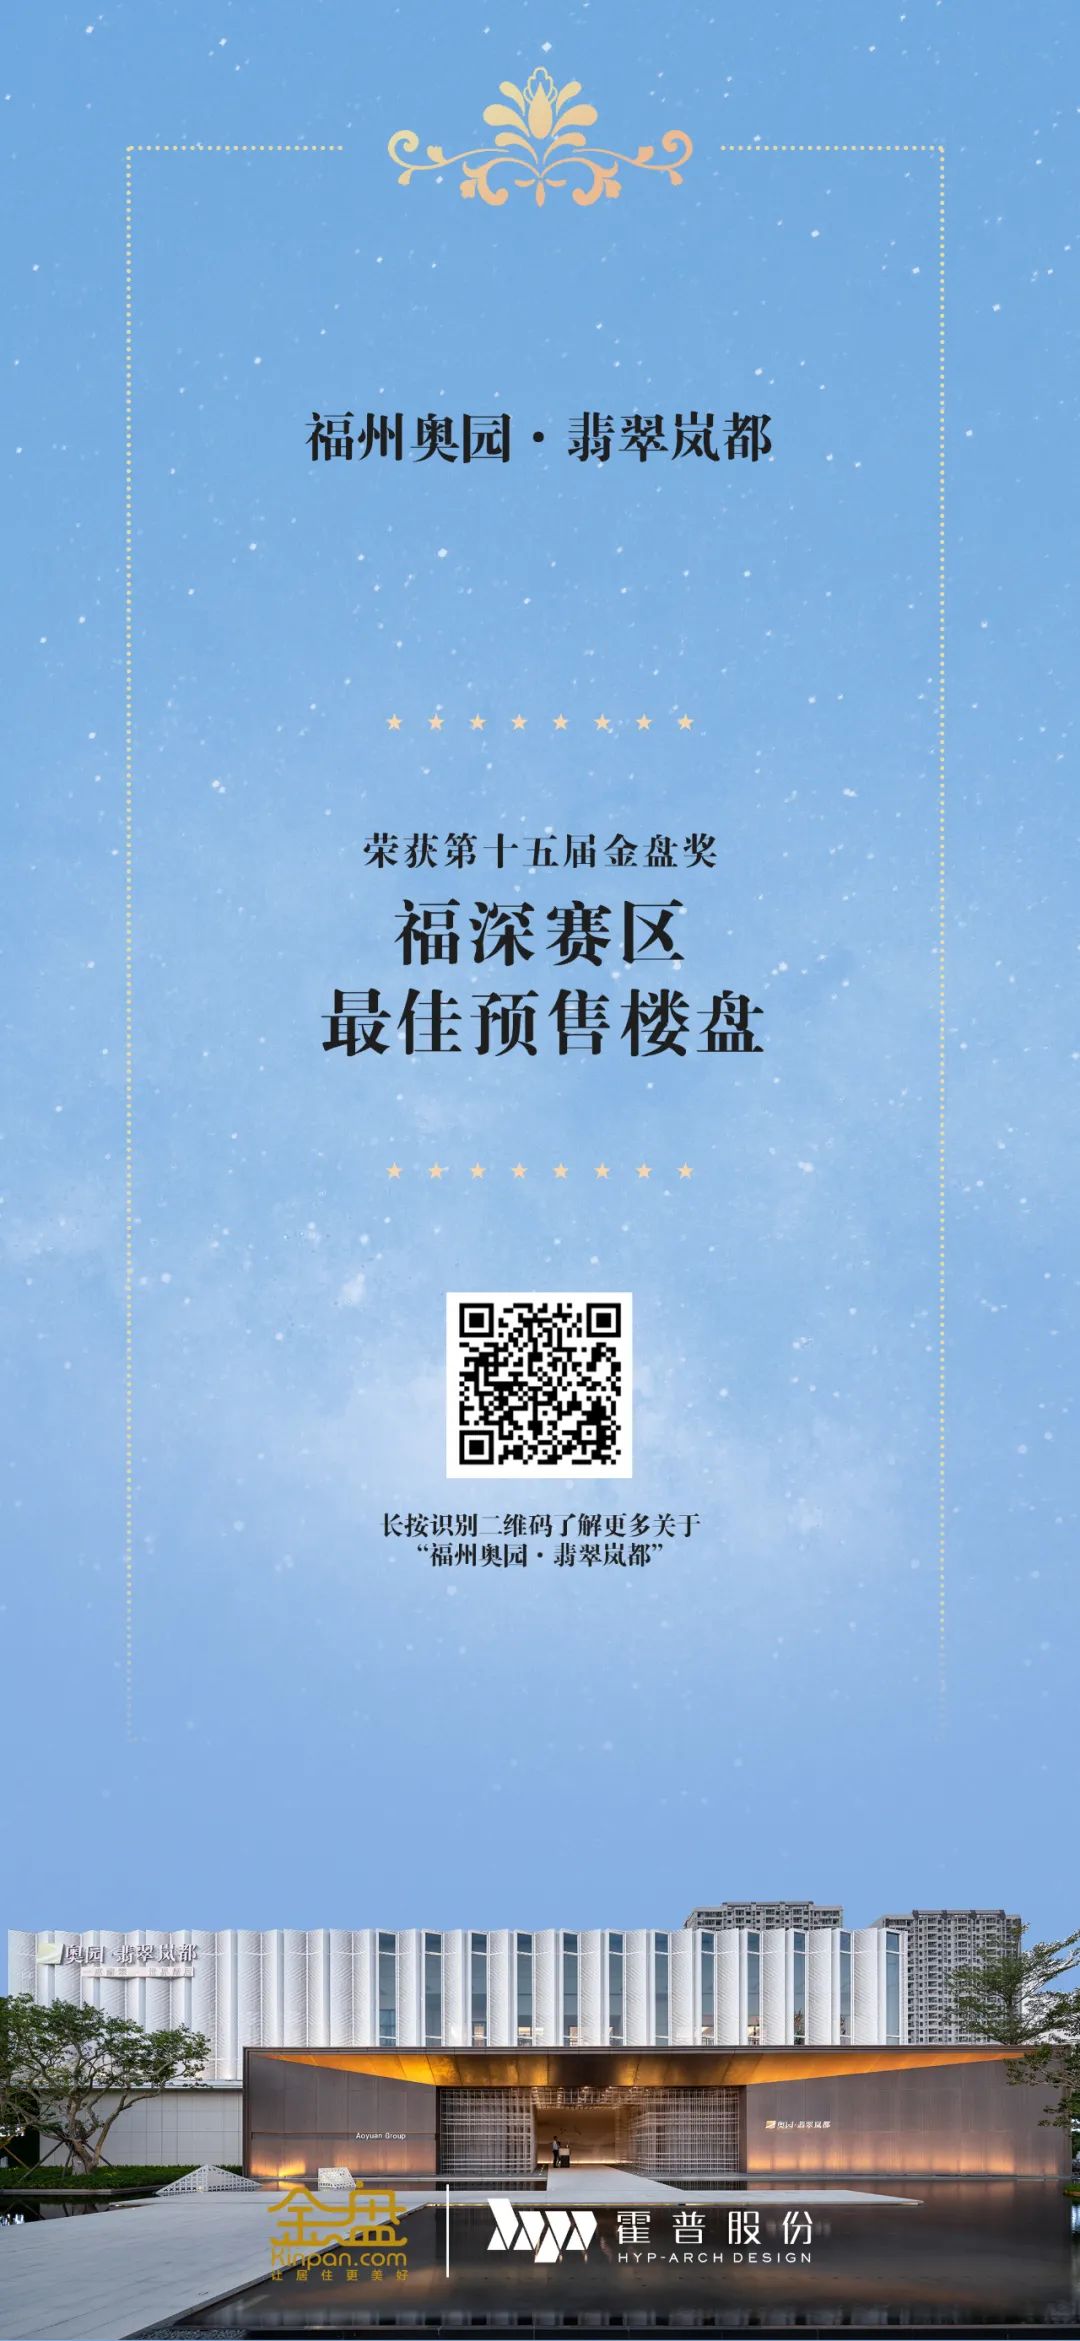 福州奥园·翡翠岚都
荣获第十五届金盘奖
福深赛区
最佳预售楼盘
长按识别二维码了解更多关于
“福州奥园·翡翠岚都”
奥园·翡翠岚都
Aoyuan Group
奥园·翡翠岚都
金盘
Kinpan.com
让居住更美好
霍普股份
HYP-ARCH DESIGN